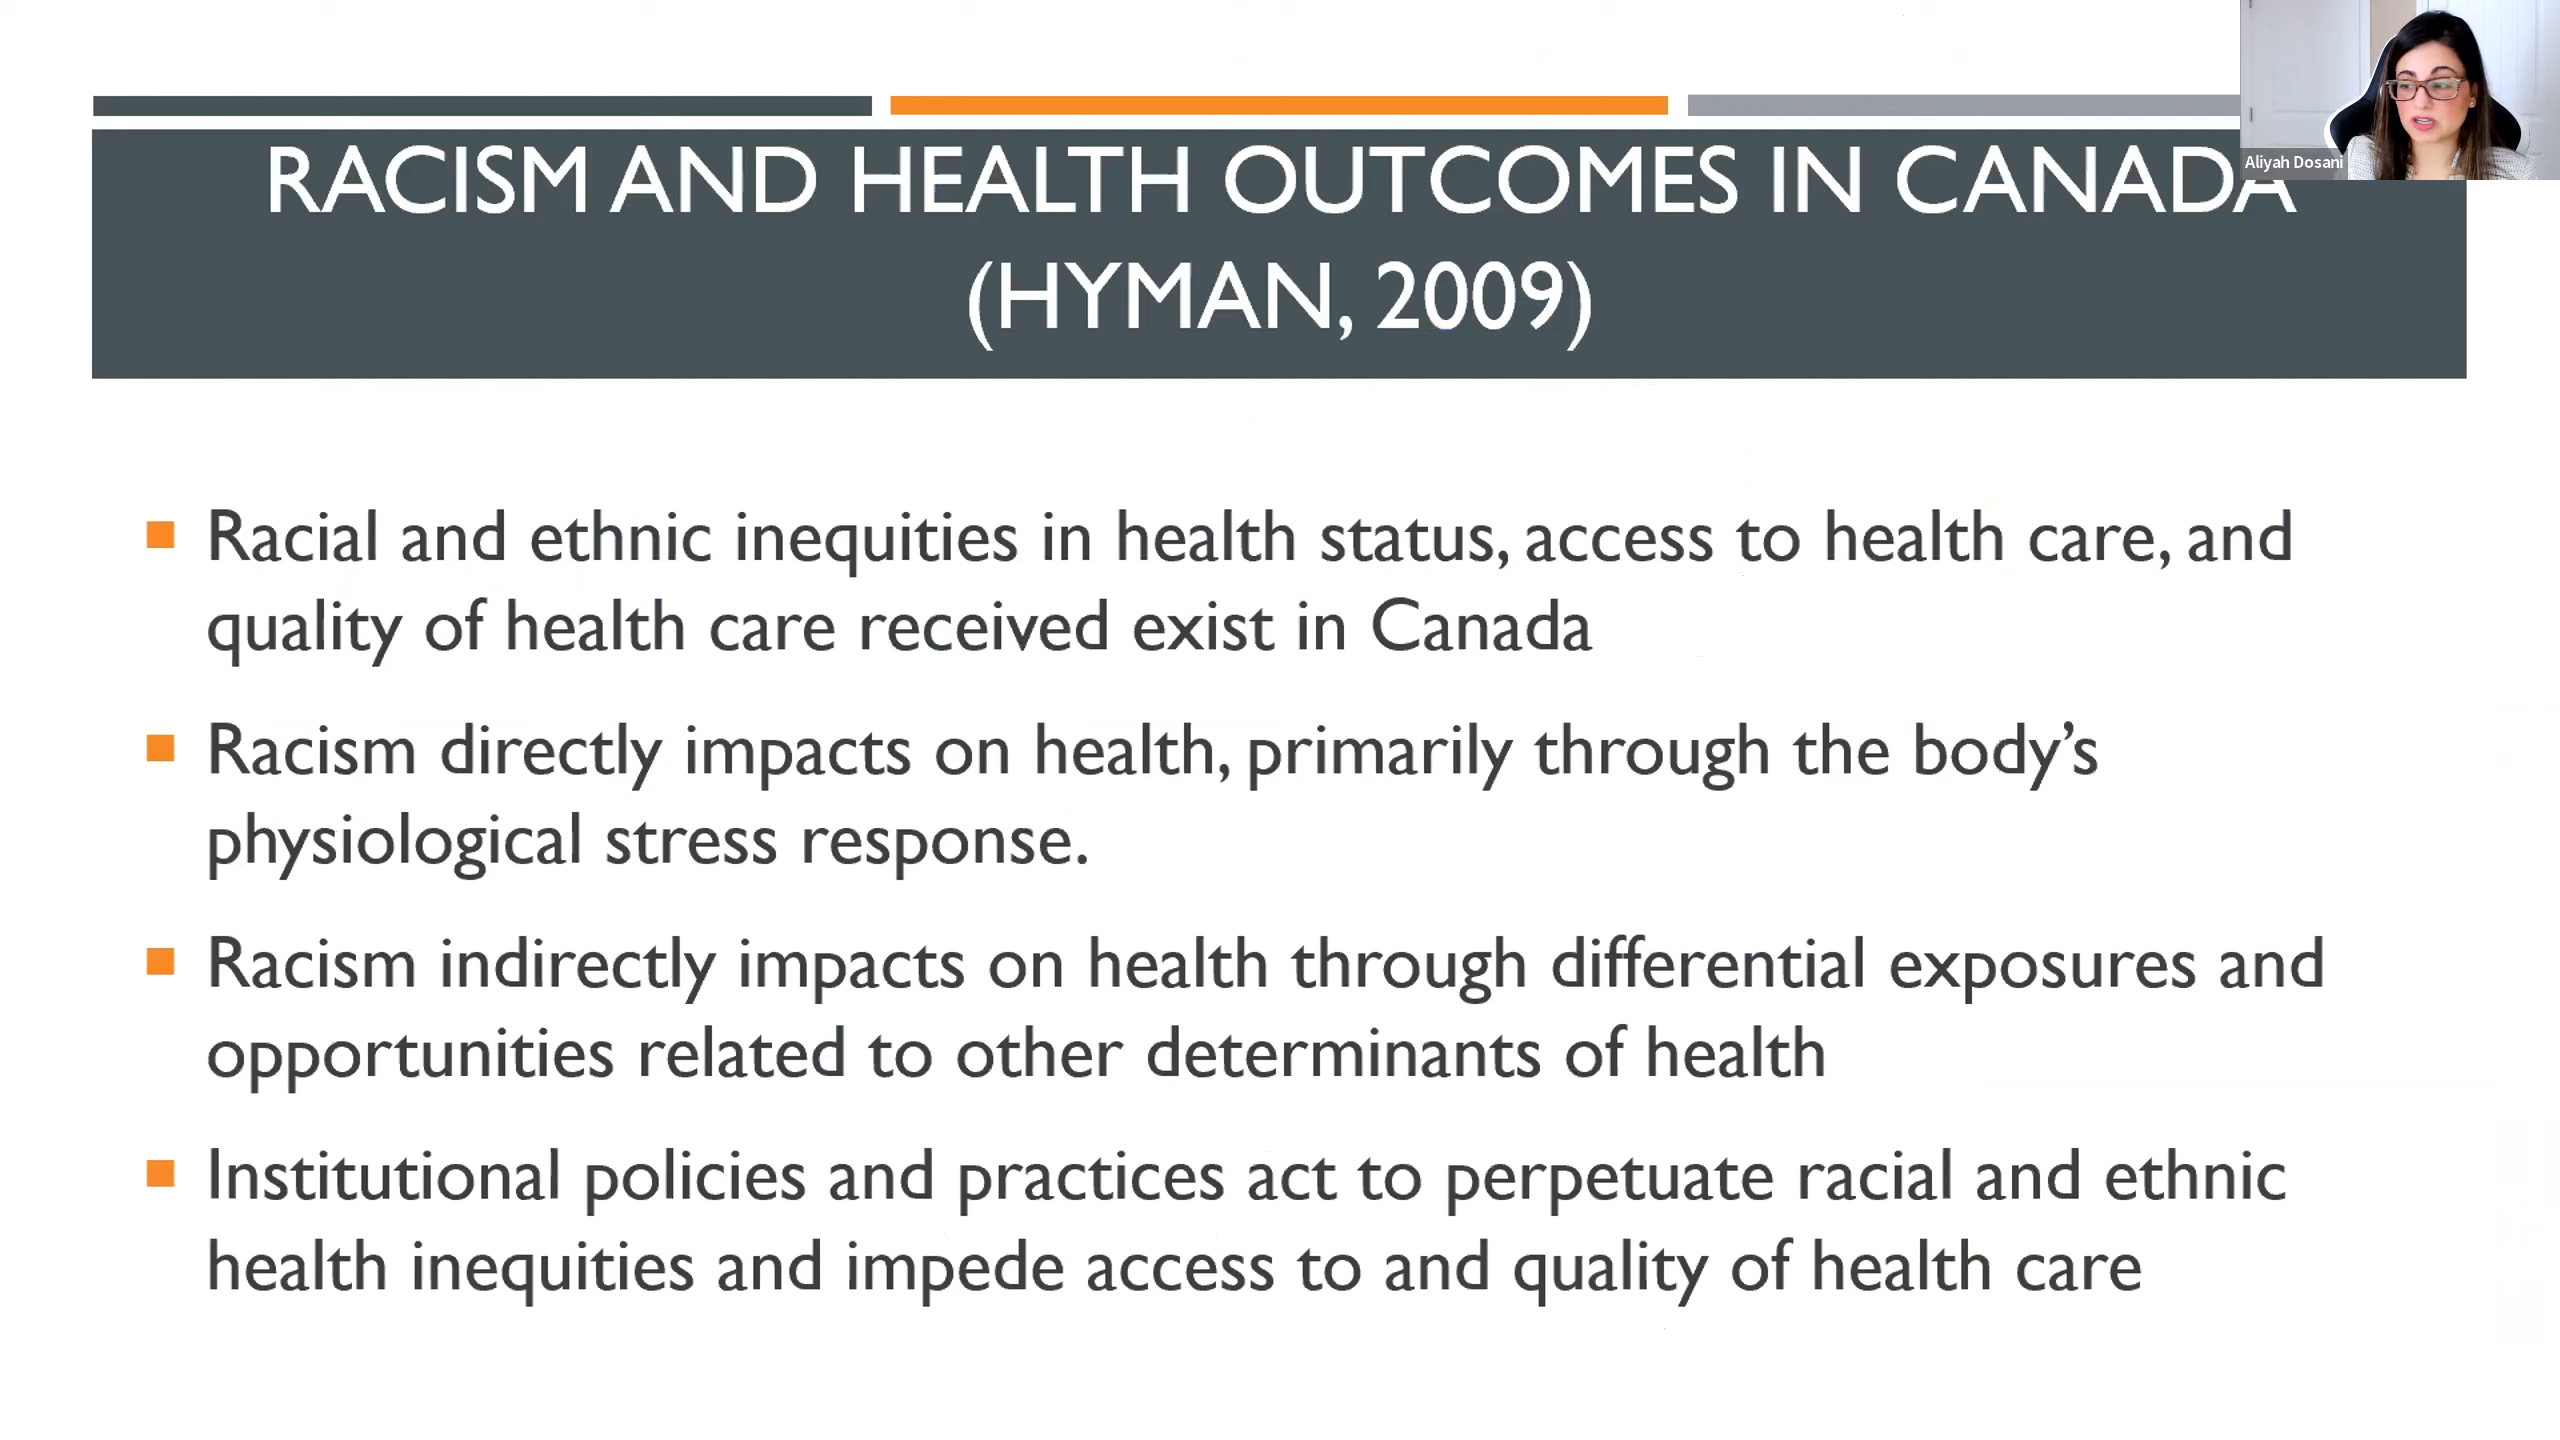 RACISM AND HEALTH OUTCOMES IN CANADA
(HYMAN, 2009)
Aliyah Dosani
Racial and ethnic inequities in health status, access to health care, and
quality of health care received exist in Canada
Racism directly impacts on health, primarily through the body’s
physiological stress response.
Racism indirectly impacts on health through differential exposures and
opportunities related to other determinants of health
Institutional policies and practices act to perpetuate racial and ethnic
health inequities and impede access to and quality of health care